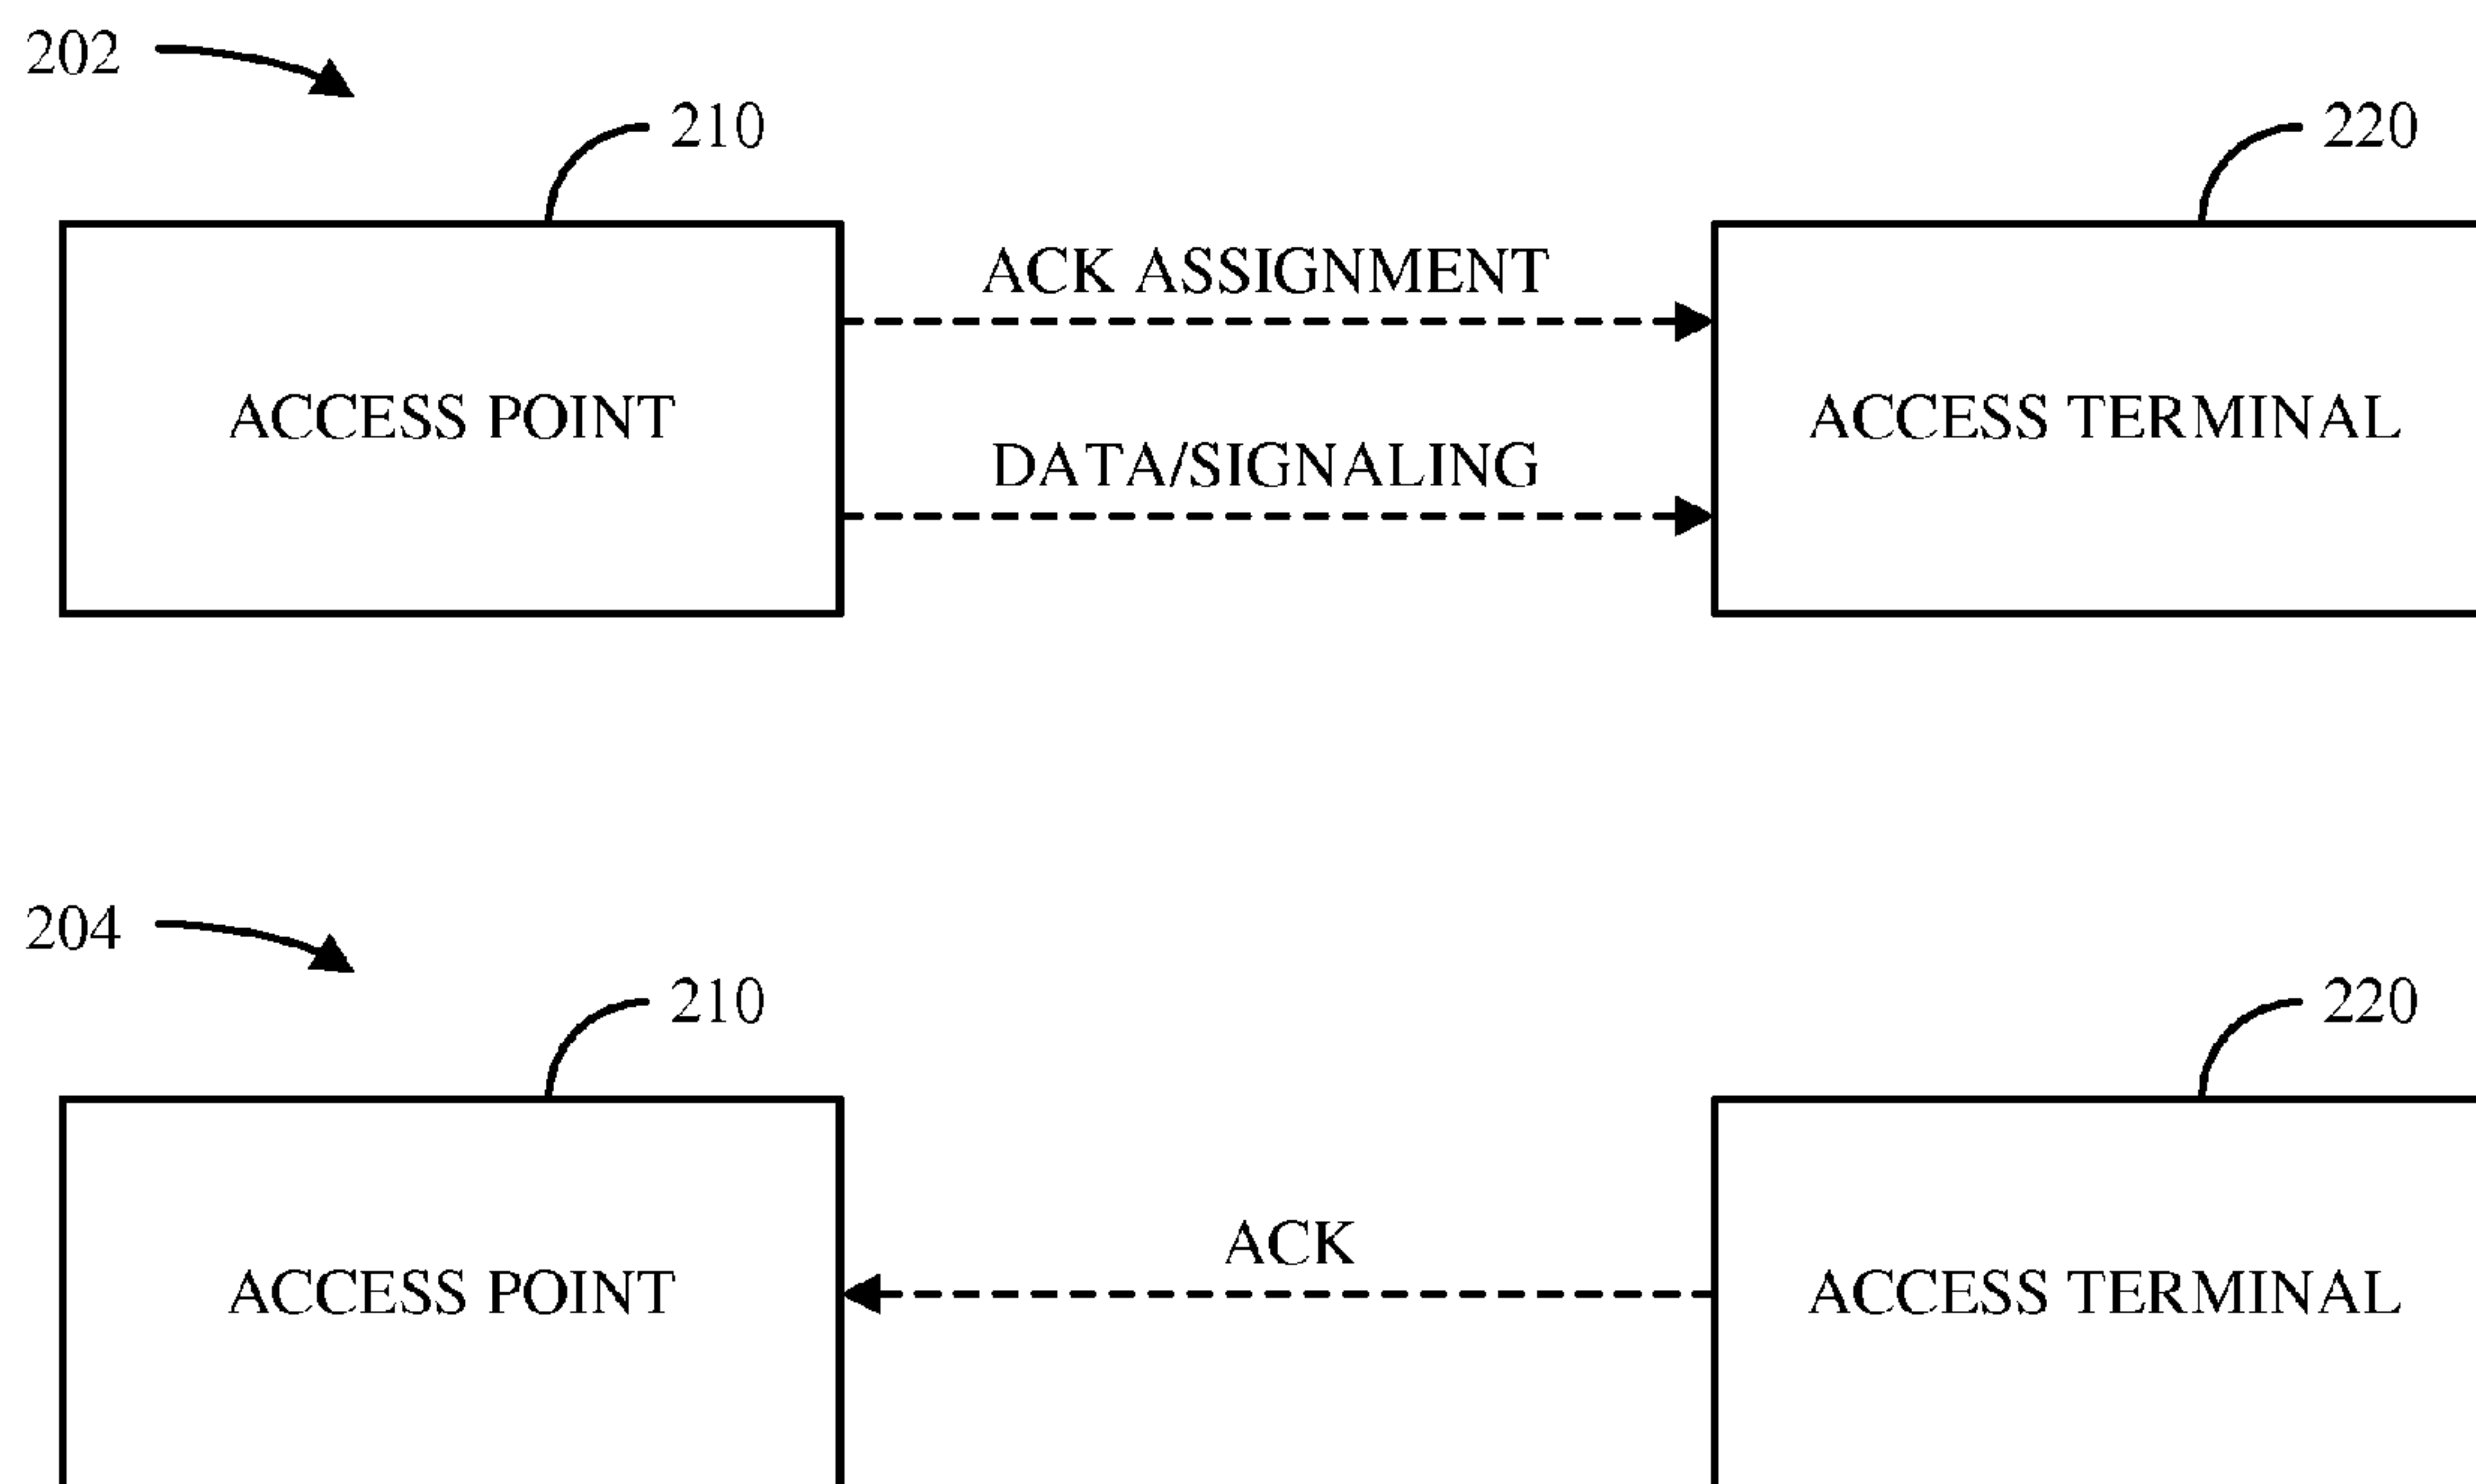 202
210
220
ACK ASSIGNMENT
ACCESS POINT
ACCESS TERMINAL
DATA/SIGNALING
204
210
220
ACK
ACCESS POINT
ACCESS TERMINAL